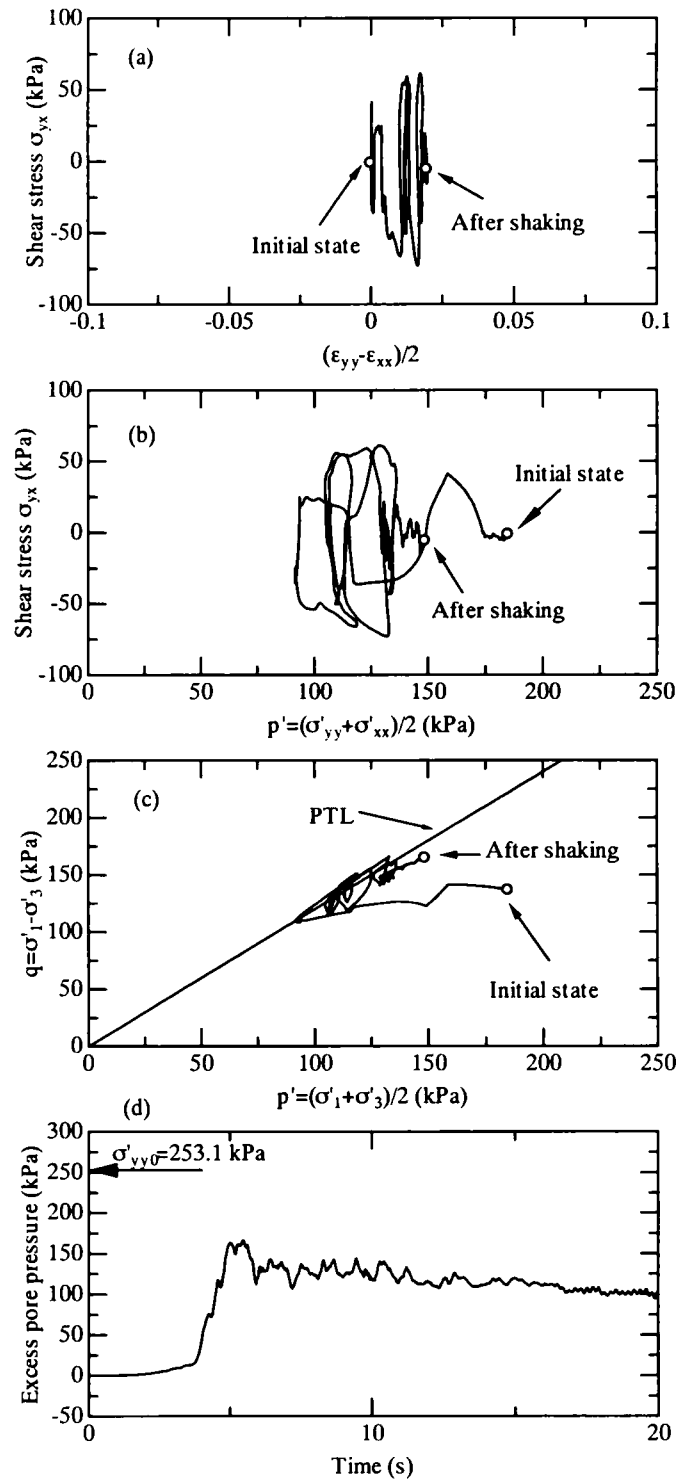 100
(a)
50
0
-50
-100
Shear stress σyx (kPa)
Initial state
After shaking
-0.1
-0.05
0
0.05
0.1
(εyy-εxx)/2
100
(b)
50
0
-50
-100
Shear stress σyx (kPa)
Initial state
After shaking
0
50
100
150
200
250
p'=(σ'yy+σ'xx)/2 (kPa)
250
(c)
200
150
100
50
0
q=σ'1-σ'3 (kPa)
PTL
After shaking
Initial state
0
50
100
150
200
250
p'=(σ'1+σ'3)/2 (kPa)
(d)
300
250
200
150
100
50
0
-50
Excess pore pressure (kPa)
σ'yy0=253.1 kPa
0
10
20
Time (s)